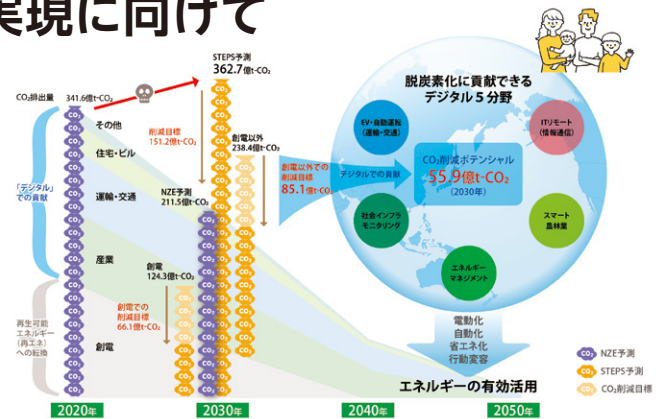 実現に向けて
CO₂排出量 341.6億t-CO₂
STEPS予測
362.7億t-CO₂
その他
住宅・ビル
運輸・交通
産業
創電
「デジタル」
での貢献
再生可能
エネルギー
(再エネ)
への転換
削減目標
151.2億t-CO₂
NZE予測
211.5億t-CO₂
創電
124.3億t-CO₂
創電での
削減目標
66.1億t-CO₂
創電以外
238.4億t-CO₂
創電以外での
削減目標
85.1億t-CO₂
デジタルでの貢献
脱炭素化に貢献できる
デジタル5分野
EV・自動運転
(運輸・交通)
ITリモート
(情報通信)
CO₂削減ポテンシャル
55.9億t-CO₂
(2030年)
社会インフラ
モニタリング
スマート
農林業
エネルギー
マネジメント
電動化
自動化
省エネ化
行動変容
エネルギーの有効活用
CO₂ NZE予測
CO₂ STEPS予測
CO₂ CO₂削減目標
2020年
2030年
2040年
2050年